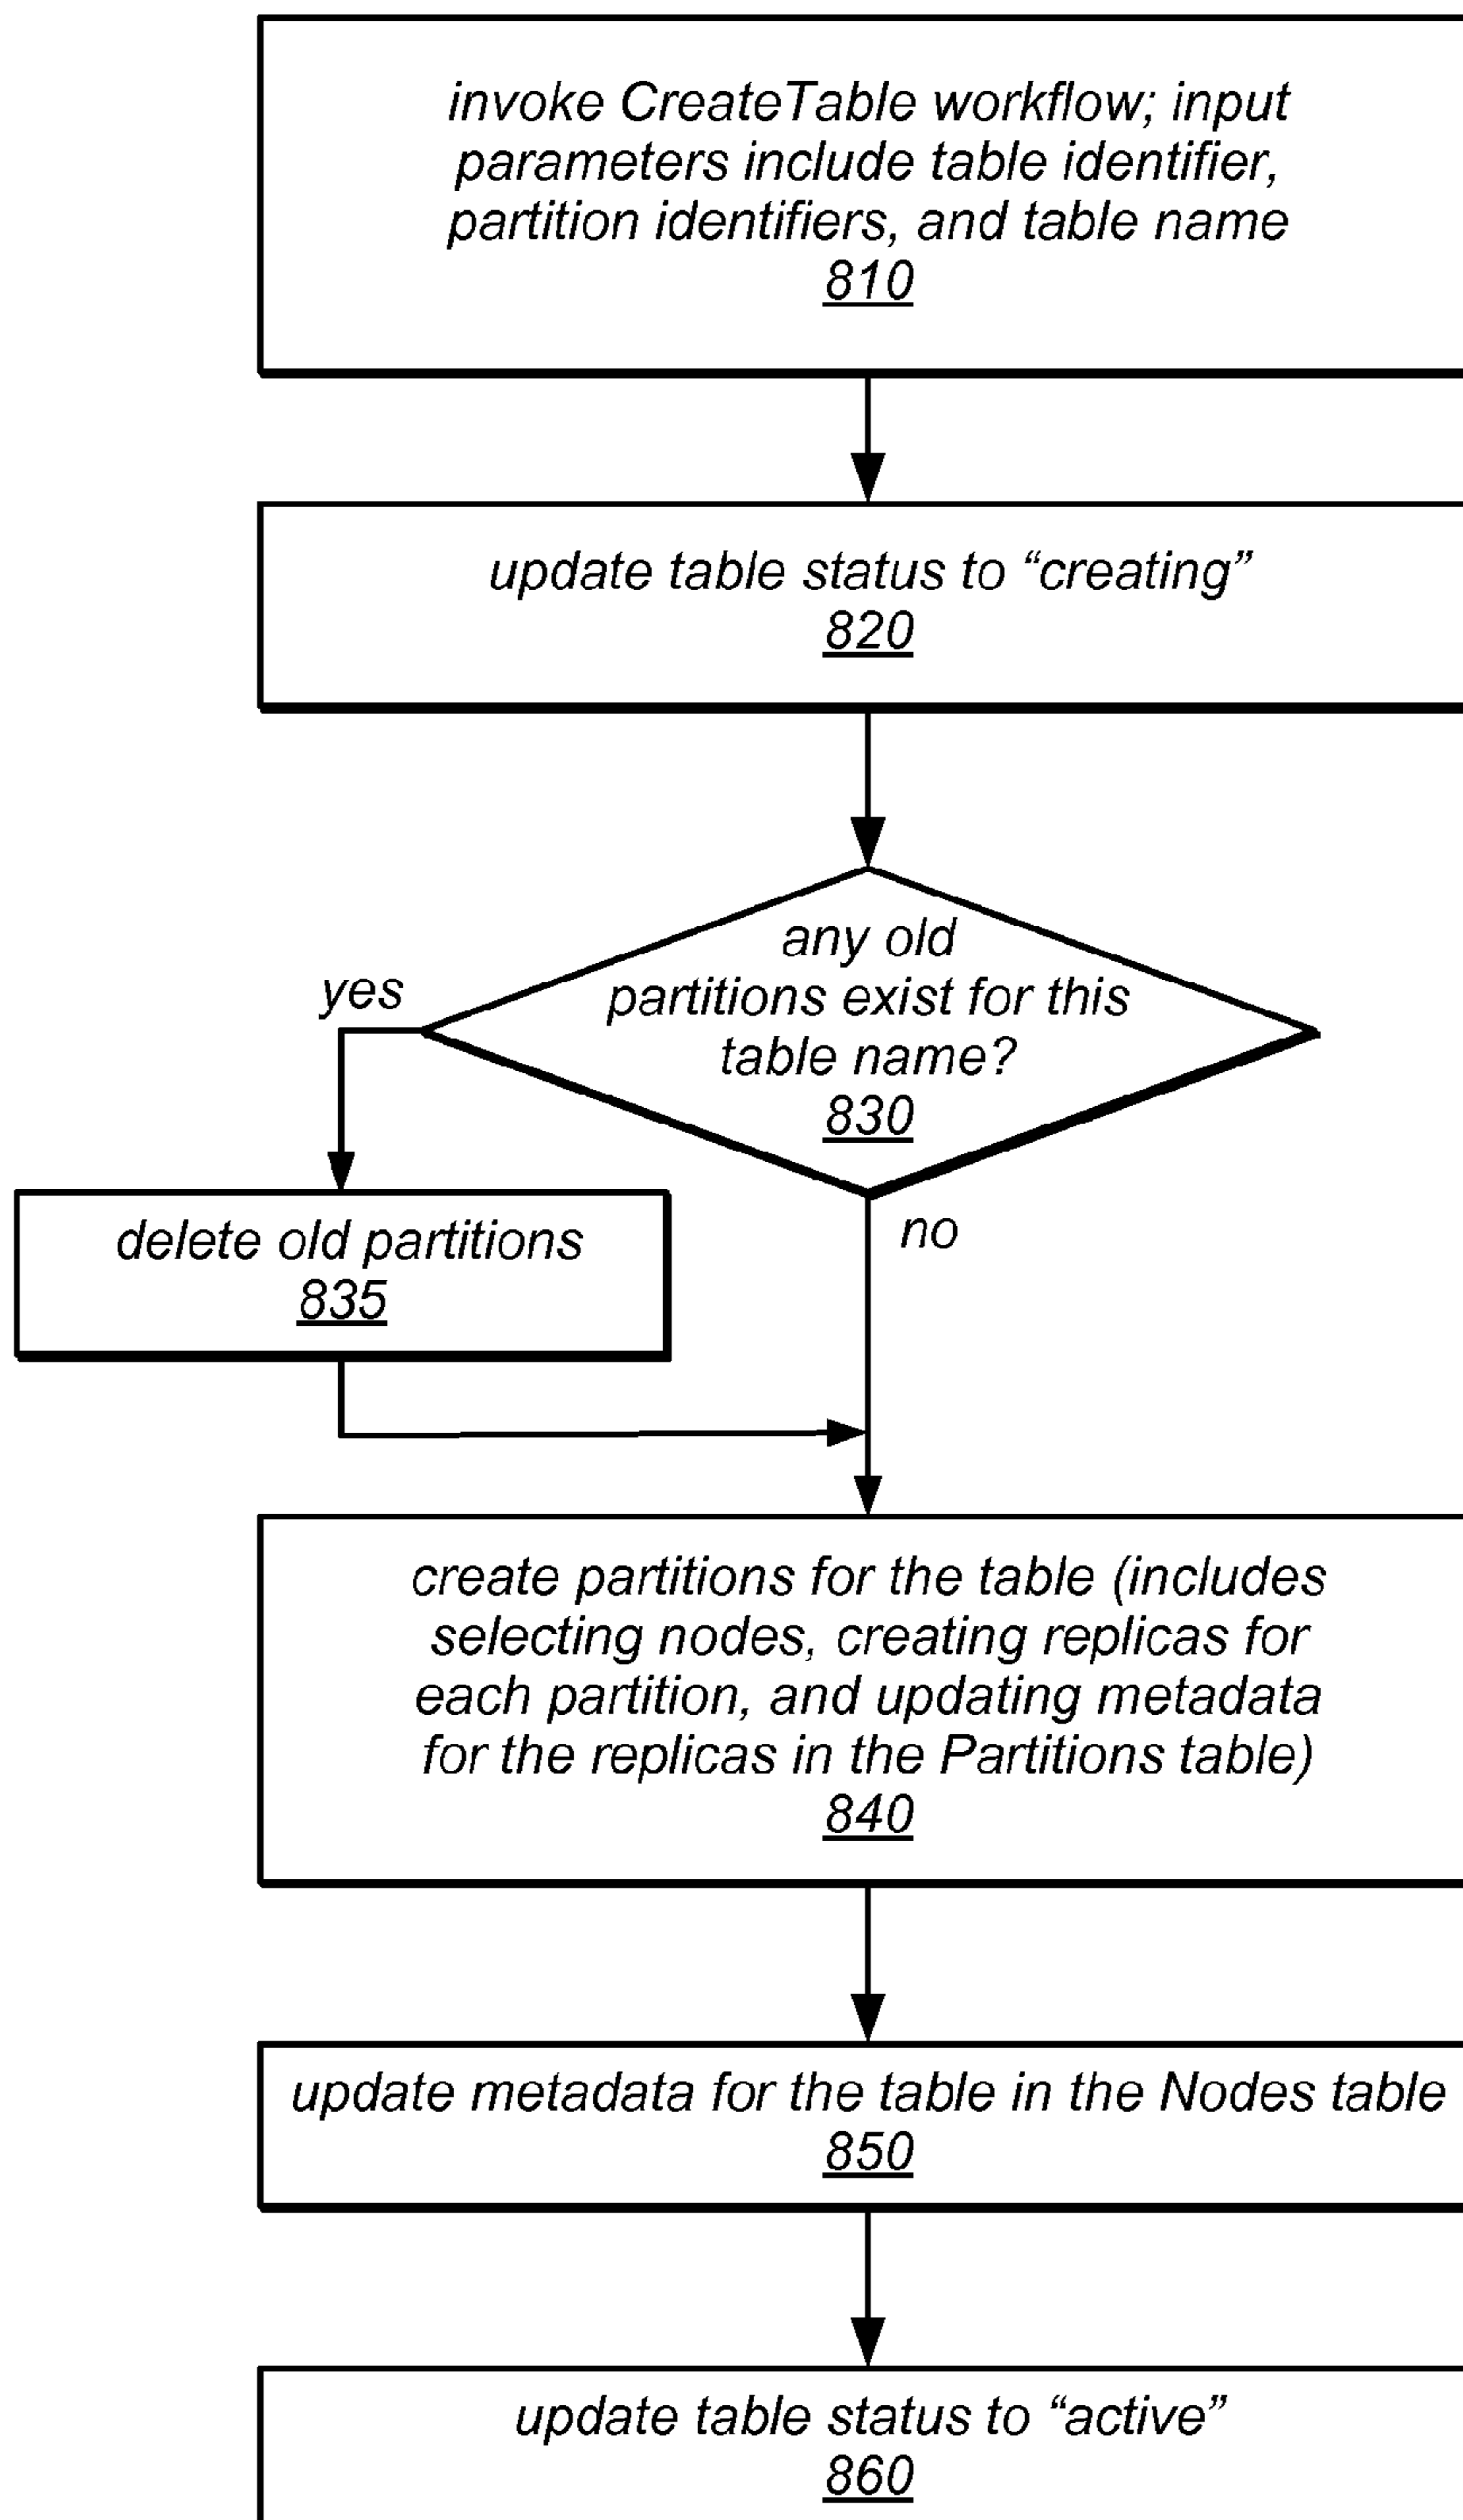 invoke CreateTable workflow; input
parameters include table identifier,
partition identifiers, and table name
810
update table status to “creating”
820
any old
partitions exist for this
table name?
830
yes
no
delete old partitions
835
create partitions for the table (includes
selecting nodes, creating replicas for
each partition, and updating metadata
for the replicas in the Partitions table)
840
update metadata for the table in the Nodes table
850
update table status to “active”
860